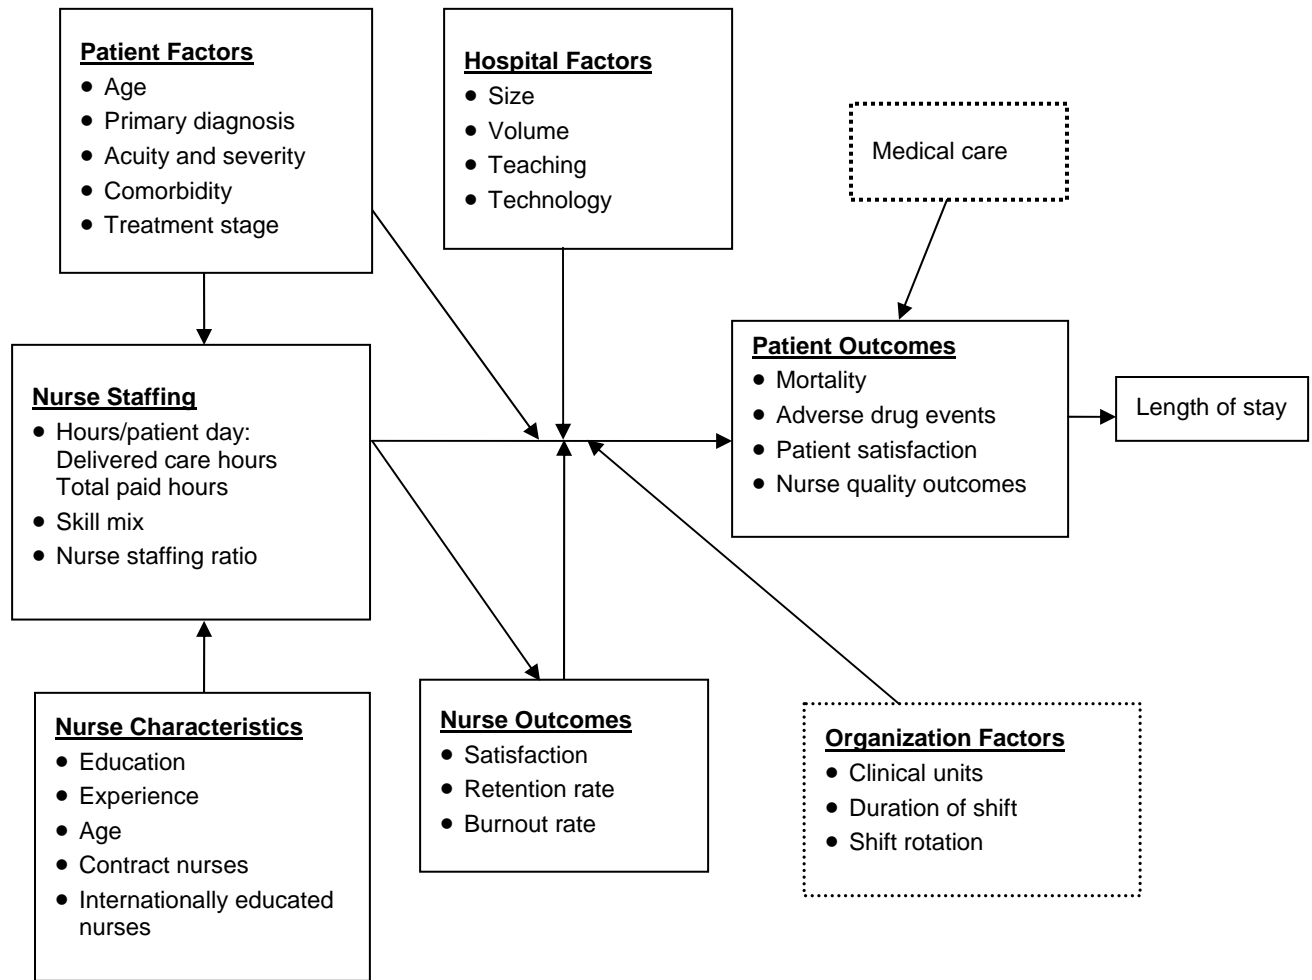 Patient Factors
● Age
● Primary diagnosis
● Acuity and severity
● Comorbidity
● Treatment stage
Hospital Factors
● Size
● Volume
● Teaching
● Technology
Medical care
Nurse Staffing
● Hours/patient day:
Delivered care hours
Total paid hours
● Skill mix
● Nurse staffing ratio
Patient Outcomes
● Mortality
● Adverse drug events
● Patient satisfaction
● Nurse quality outcomes
Length of stay
Nurse Characteristics
● Education
● Experience
● Age
● Contract nurses
● Internationally educated
nurses
Nurse Outcomes
● Satisfaction
● Retention rate
● Burnout rate
Organization Factors
● Clinical units
● Duration of shift
● Shift rotation